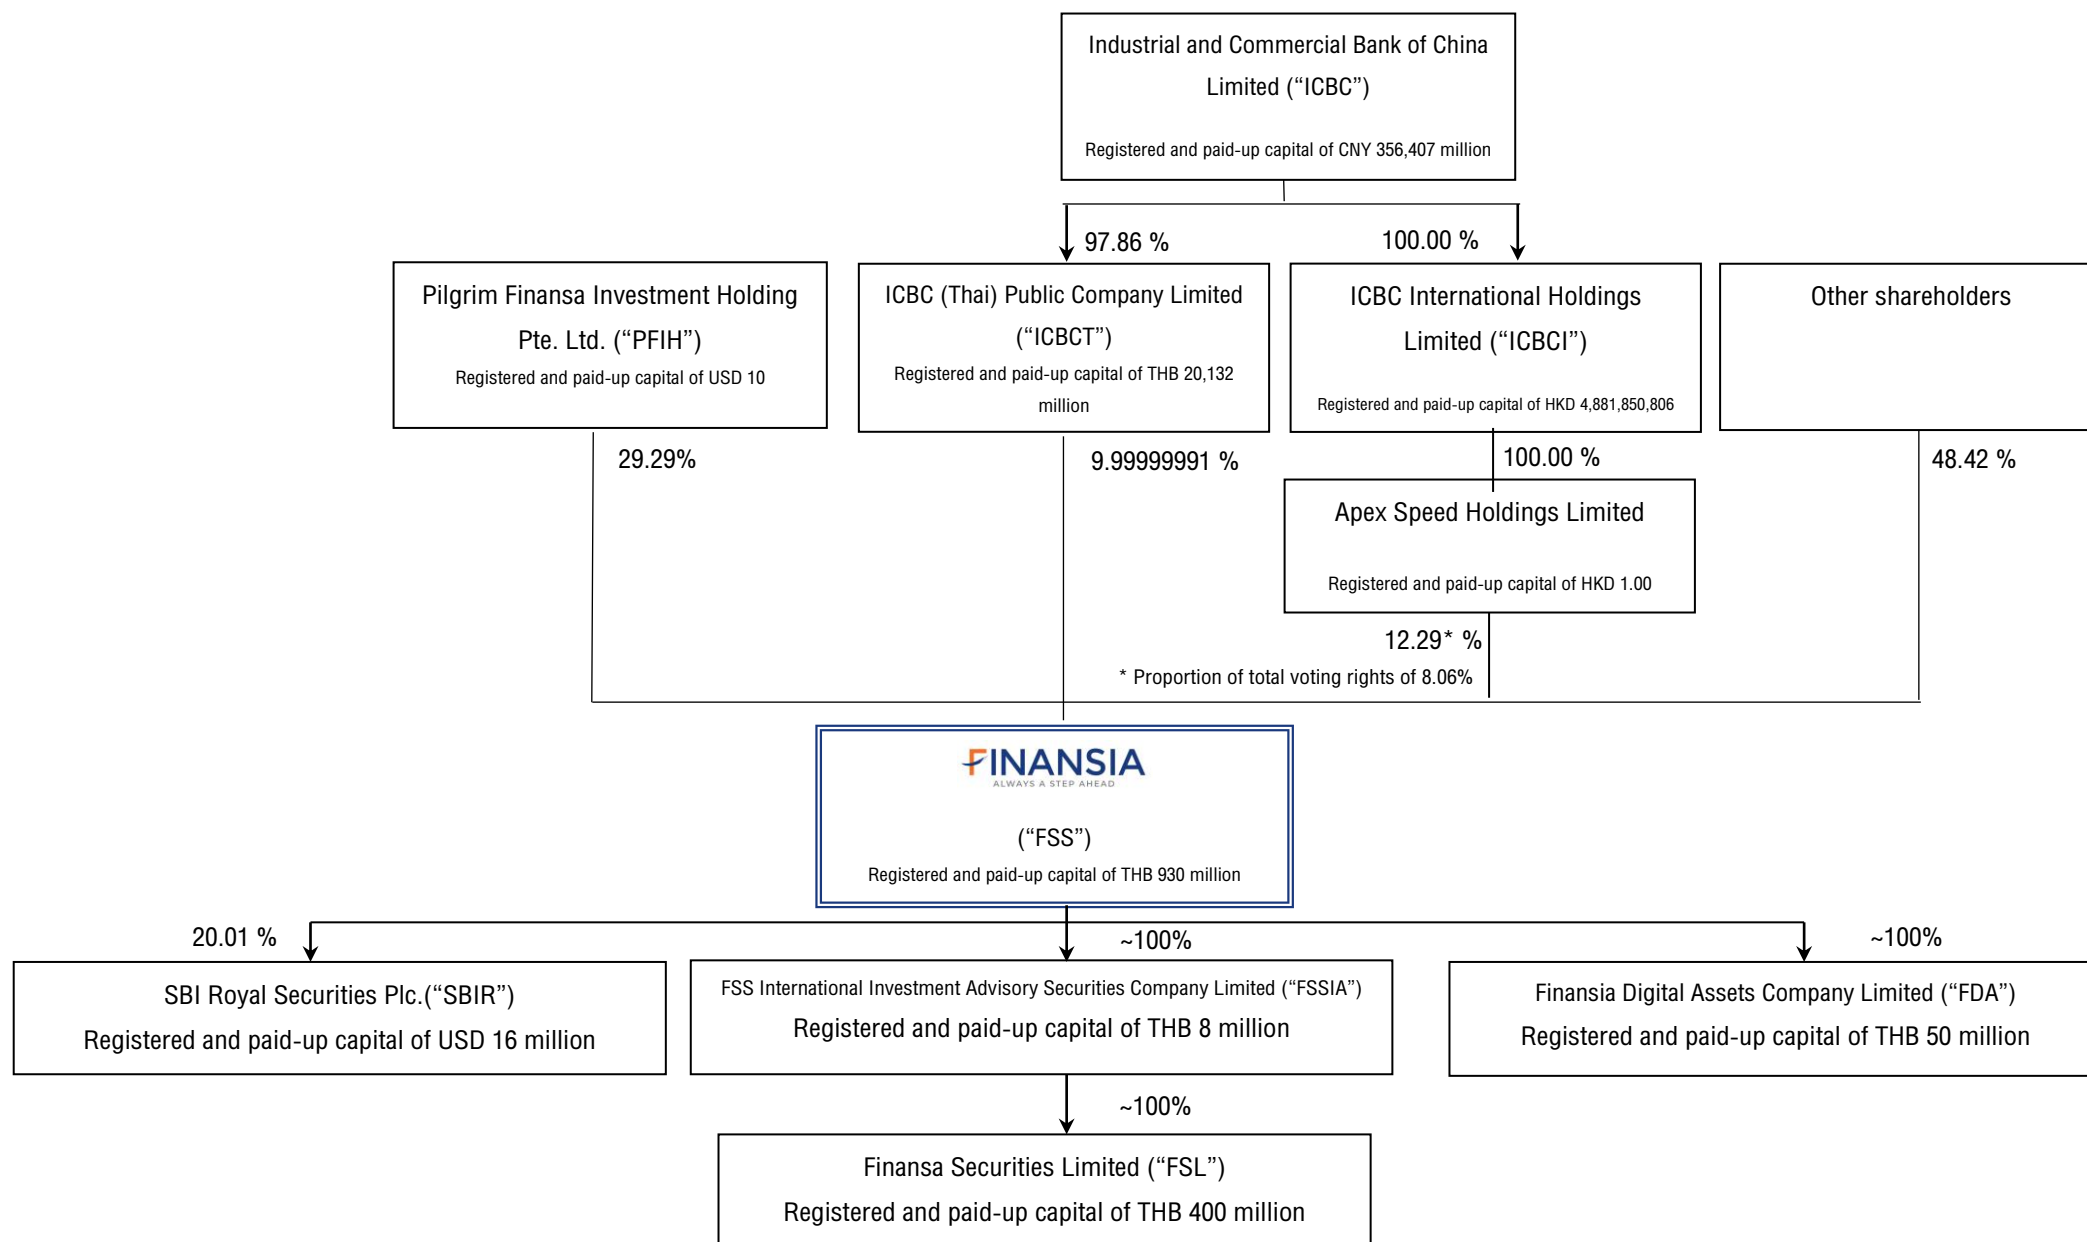 Industrial and Commercial Bank of China
Limited (“ICBC”)
Registered and paid-up capital of CNY 356,407 million
97.86 %
100.00 %
Pilgrim Finansa Investment Holding
Pte. Ltd. (“PFIH”)
Registered and paid-up capital of USD 10
ICBC (Thai) Public Company Limited
(“ICBCT”)
Registered and paid-up capital of THB 20,132
million
ICBC International Holdings
Limited (“ICBCI”)
Registered and paid-up capital of HKD 4,881,850,806
Other shareholders
29.29%
9.99999991 %
100.00 %
48.42 %
Apex Speed Holdings Limited
Registered and paid-up capital of HKD 1.00
12.29* %
* Proportion of total voting rights of 8.06%
FINANSIA
ALWAYS A STEP AHEAD
(“FSS”)
Registered and paid-up capital of THB 930 million
20.01 %
~100%
~100%
SBI Royal Securities Plc.(“SBIR”)
Registered and paid-up capital of USD 16 million
FSS International Investment Advisory Securities Company Limited (“FSSIA”)
Registered and paid-up capital of THB 8 million
Finansia Digital Assets Company Limited (“FDA”)
Registered and paid-up capital of THB 50 million
~100%
Finansa Securities Limited (“FSL”)
Registered and paid-up capital of THB 400 million